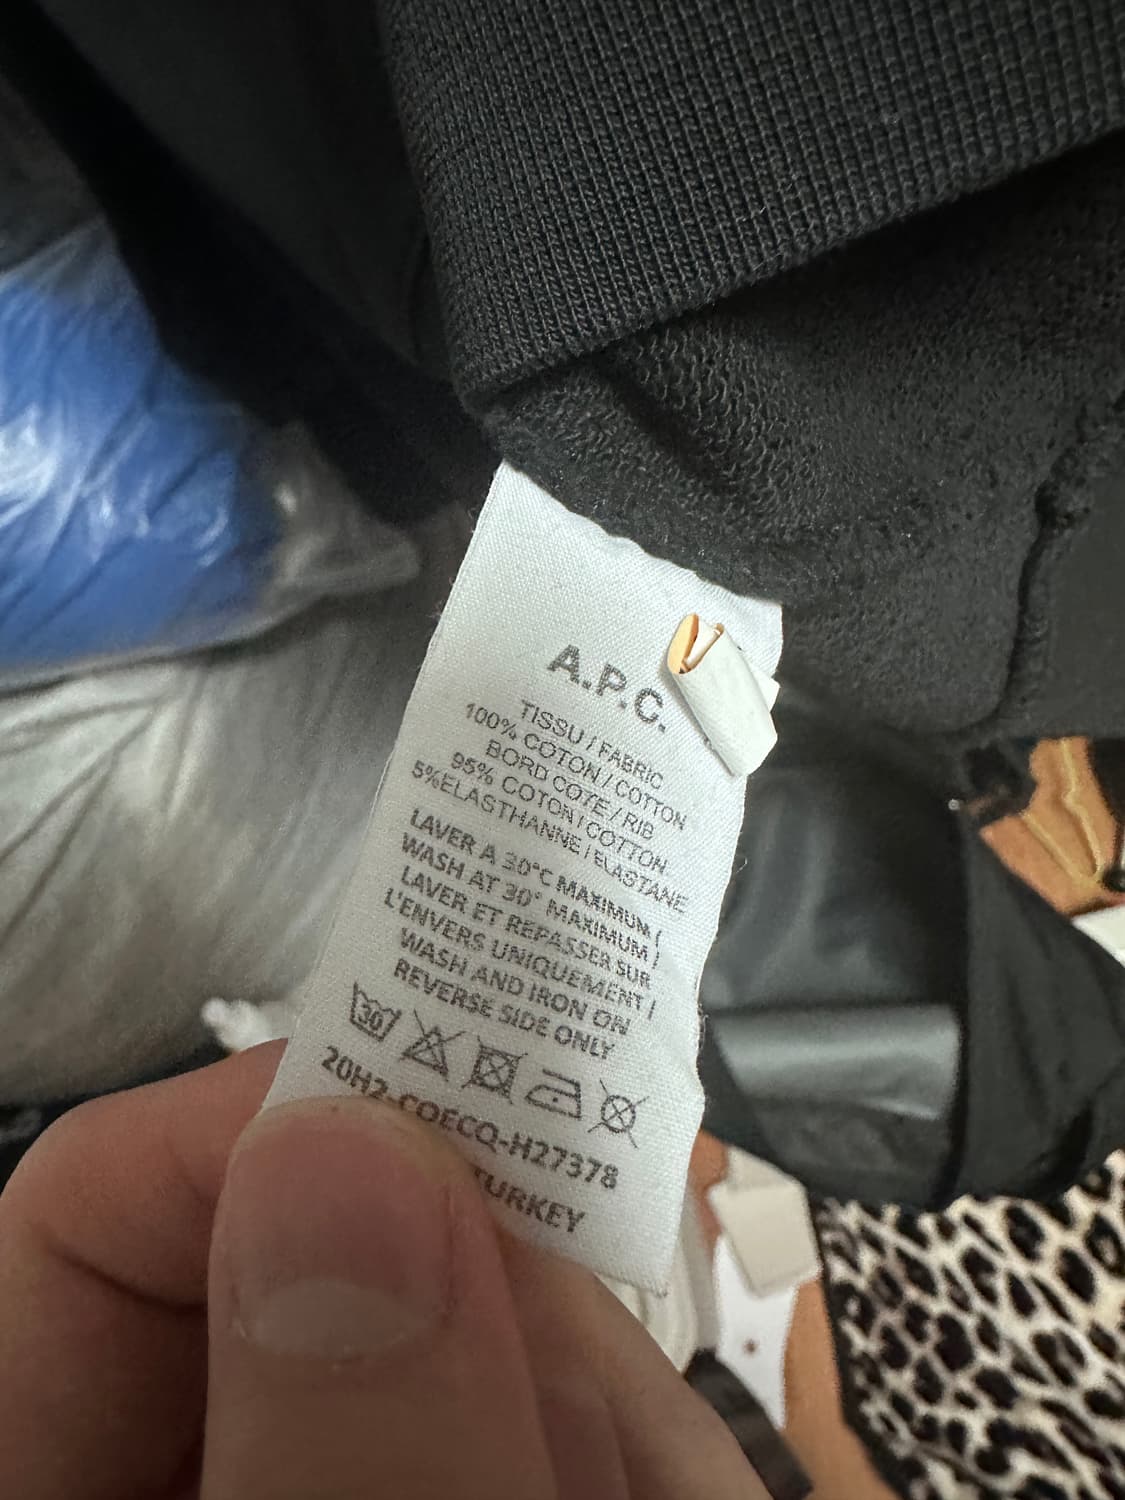 A.P.C.
TISSU / FABRIC
100% COTON / COTTON
BORD COTE / RIB
95% COTON / COTTON
5%ELASTHANNE / ELASTANE
LAVER A 30°C MAXIMUM (
WASH AT 30° MAXIMUM )
LAVER ET REPASSER SUR
L'ENVERS UNIQUEMENT /
WASH AND IRON ON
REVERSE SIDE ONLY
30
20H2-COECQ-H27378
TURKEY